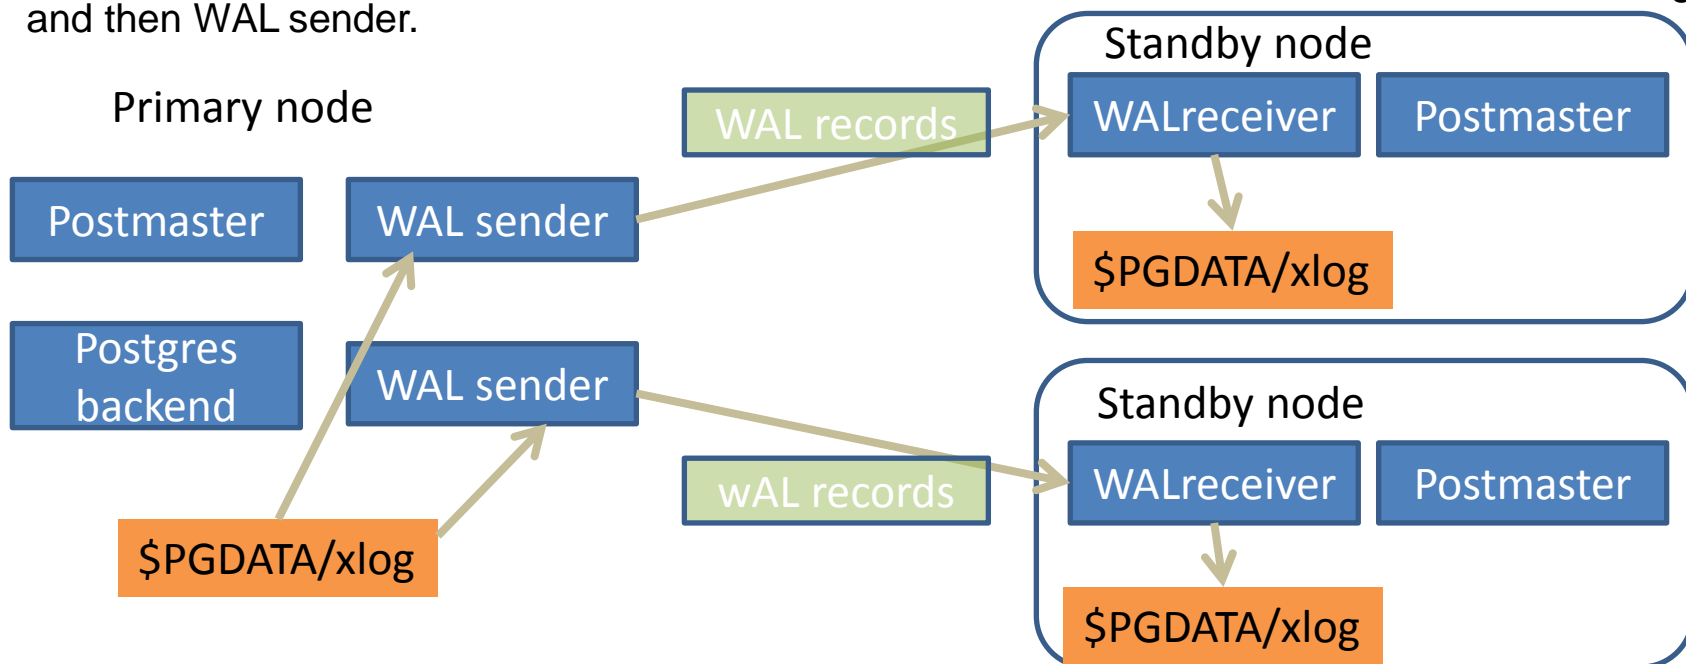 and then WAL sender.
Primary node
Postmaster
WAL sender
Postgres
backend
WAL sender
$PGDATA/xlog
WAL records
wAL records
Standby node
WALreceiver
Postmaster
$PGDATA/xlog
Standby node
WALreceiver
Postmaster
$PGDATA/xlog